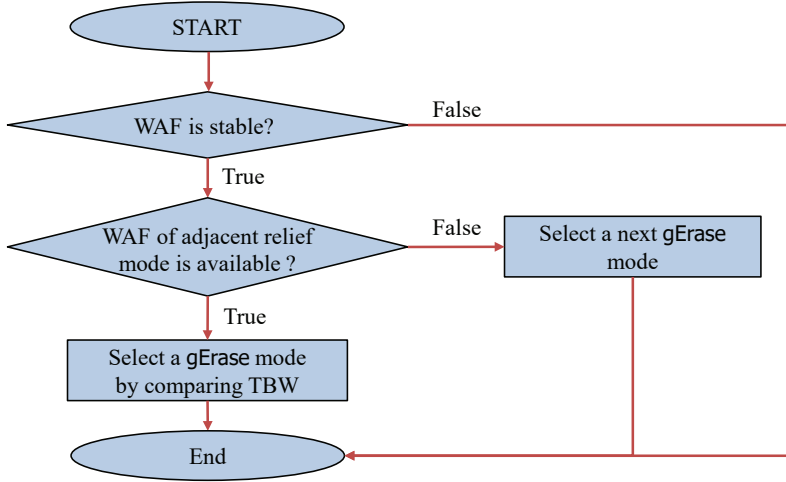 START
WAF is stable?
False
True
WAF of adjacent relief
mode is available ?
False
Select a next gErase
mode
True
Select a gErase mode
by comparing TBW
End